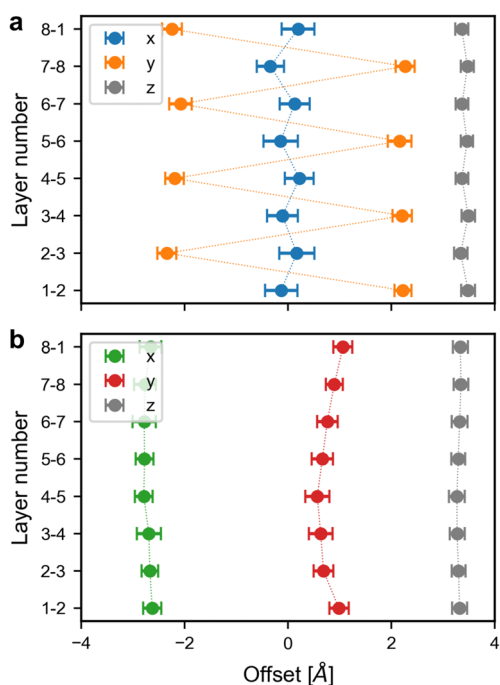 a
8-1
7-8
6-7
5-6
4-5
3-4
2-3
1-2
Layer number
x
y
z
b
8-1
7-8
6-7
5-6
4-5
3-4
2-3
1-2
Layer number
x
y
z
−4
−2
0
2
4
Offset [Å]